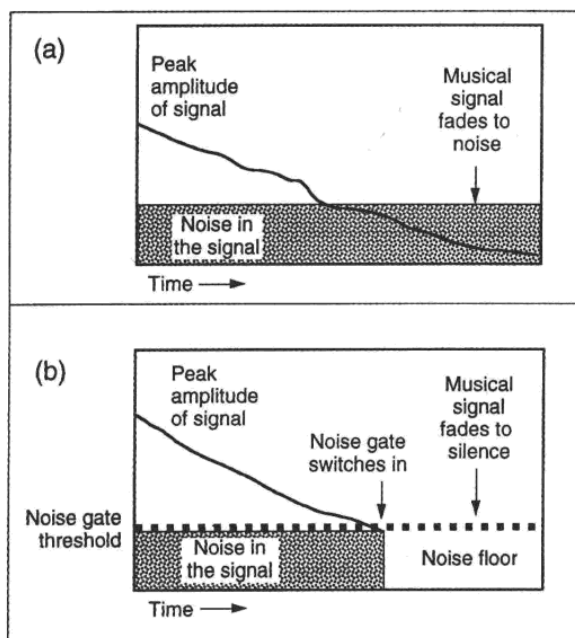 (a)
Peak
amplitude
of signal
Musical
signal
fades to
noise
Noise in
the signal
Time
(b)
Peak
amplitude
of signal
Noise gate
switches in
Musical
signal
fades to
silence
Noise gate
threshold
Noise in
the signal
Noise floor
Time